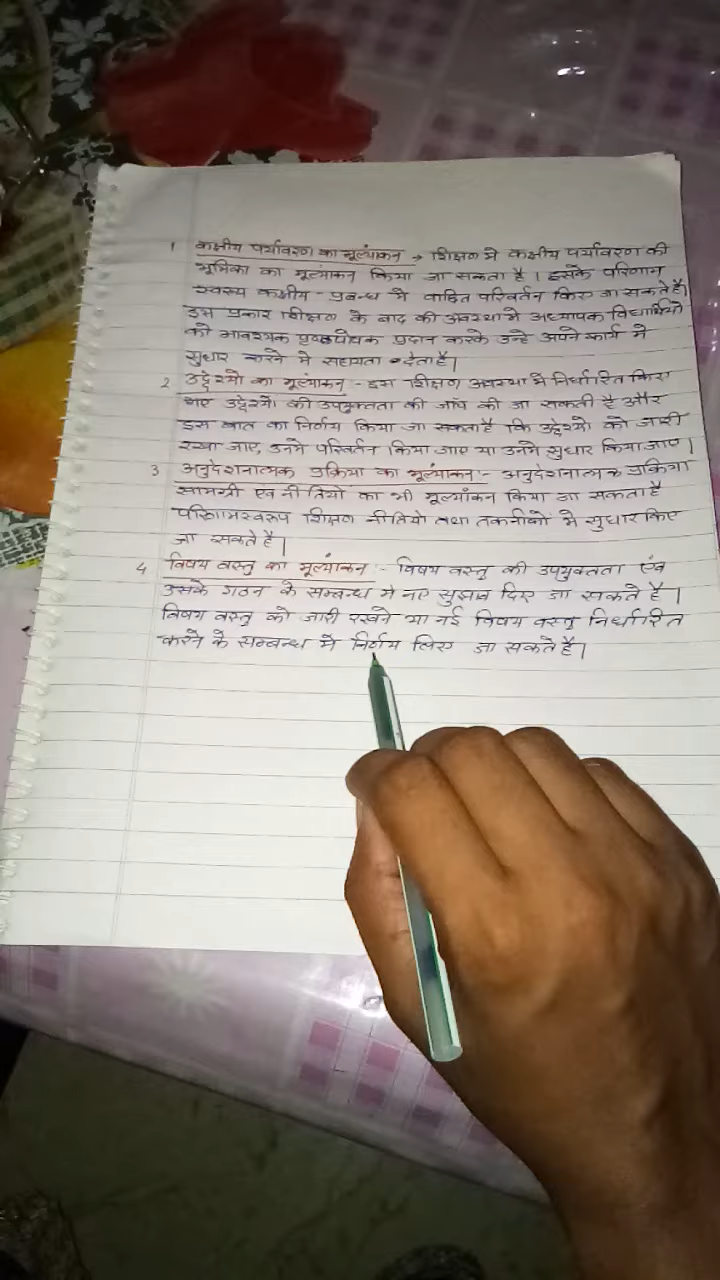 1 कक्षीय पर्यावरण का मूल्यांकन → शिक्षण मे कक्षीय पर्यावरण की
भूमिका का मूल्यांकन किया जा सकता है । इसके परिणाम
स्वरूप कक्षीय - प्रबन्ध मे वांछित परिवर्तन किए जा सकते है।
इस प्रकार शिक्षण के बाद की अवस्था मे अध्यापक विधार्थियो
को आवश्यक पृष्ठपोषक प्रदान करके उन्हे अपने कार्य मे
सुधार करने मे सहायता देता है।
2 उद्देश्यो का मूल्यांकन - इस शिक्षण अवस्था मे निर्धारित किए
गए उद्देश्यो की उपयुक्तता की जाँच की जा सकती है और
इस बात का निर्णय किया जा सकता है कि उद्देश्यो को जारी
रखा जाए, उनमे परिवर्तन किया जाए या उनमे सुधार किया जाए।
3 अनुदेशनात्मक प्रक्रिया का मूल्यांकन :- अनुदेशनात्मक प्रक्रिया
सामग्री एवं नीतियो का भी मूल्यांकन किया जा सकता है
परिणामस्वरूप शिक्षण नीतियो तथा तकनीको मे सुधार किए
जा सकते है।
4 विषय वस्तु का मूल्यांकन :- विषय वस्तु की उपयुक्तता एंव
उसके गठन के सम्बन्ध मे नए सुझाव दिए जा सकते है ।
विषय वस्तु को जारी रखने या नई विषय वस्तु निर्धारित
करने के सम्बन्ध मे निर्णय लिए जा सकते है।